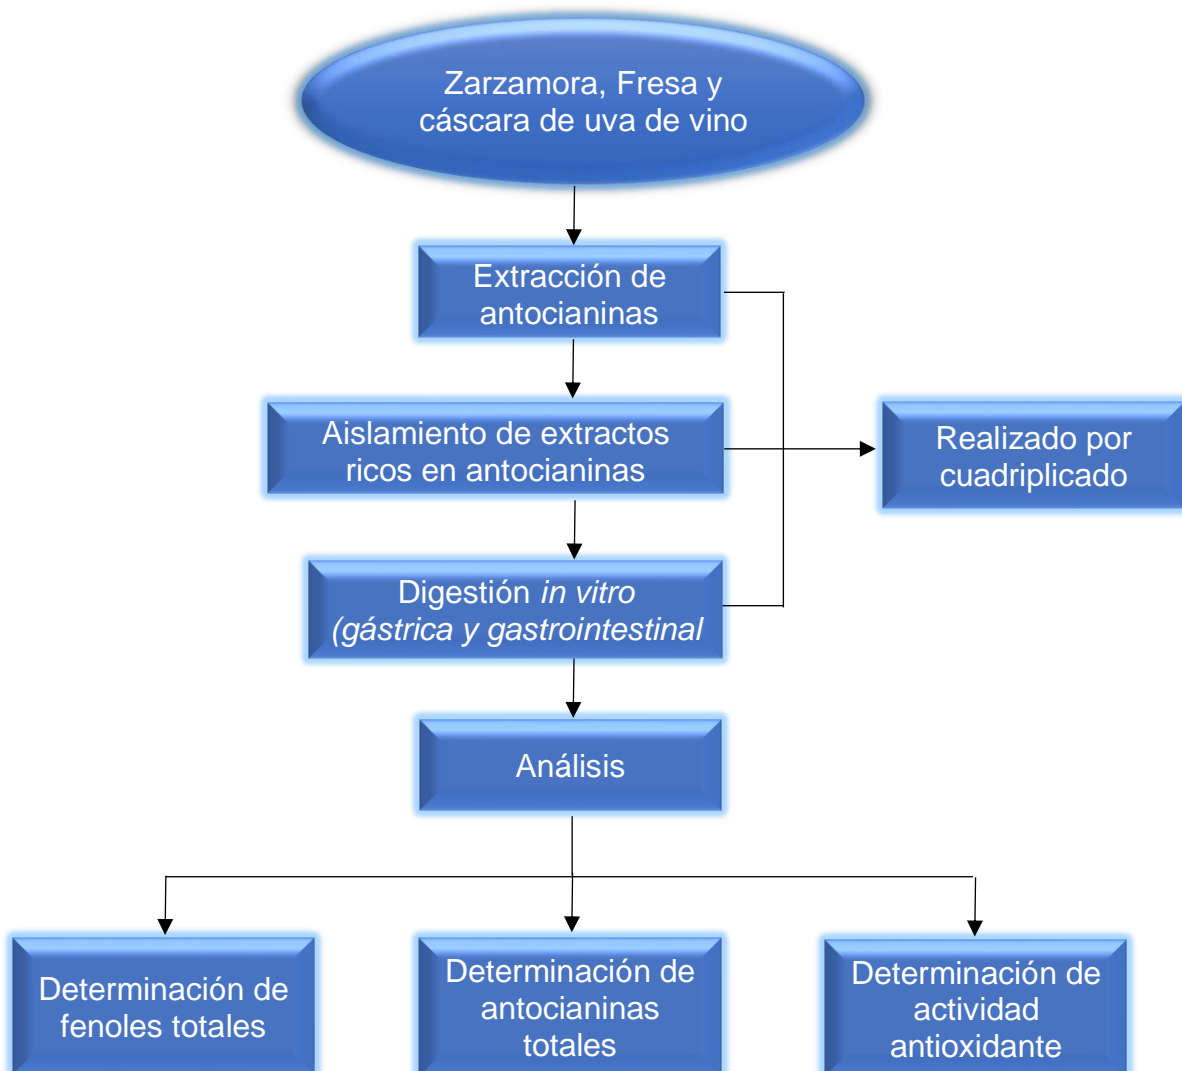 Zarzamora, Fresa y
cáscara de uva de vino
Extracción de
antocianinas
Aislamiento de extractos
ricos en antocianinas
Realizado por
cuadriplicado
Digestión in vitro
(gástrica y gastrointestinal
Análisis
Determinación de
fenoles totales
Determinación de
antocianinas
totales
Determinación de
actividad
antioxidante